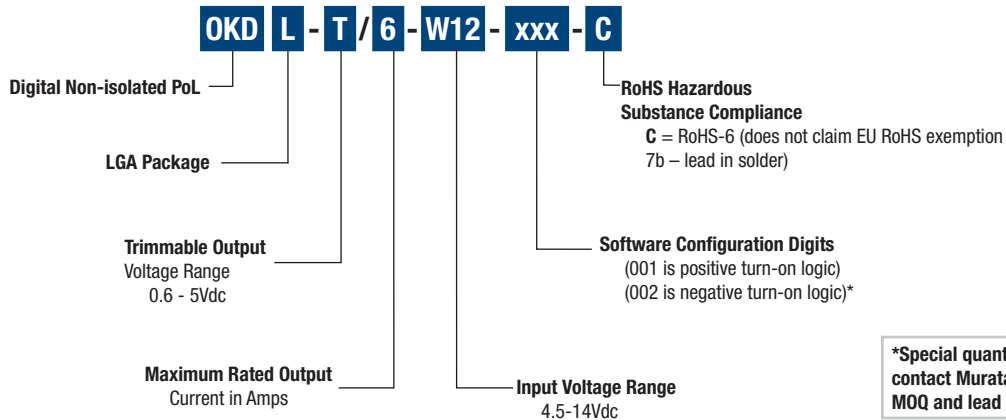 OKD L - T / 6 - W12 - xxx - C
Digital Non-isolated PoL
LGA Package
Trimmable Output
Voltage Range
0.6 - 5Vdc
Maximum Rated Output
Current in Amps
RoHS Hazardous
Substance Compliance
C = RoHS-6 (does not claim EU RoHS exemption
7b – lead in solder)
Software Configuration Digits
(001 is positive turn-on logic)
(002 is negative turn-on logic)*
Input Voltage Range
4.5-14Vdc
*Special quant
contact Murata
MOQ and lead